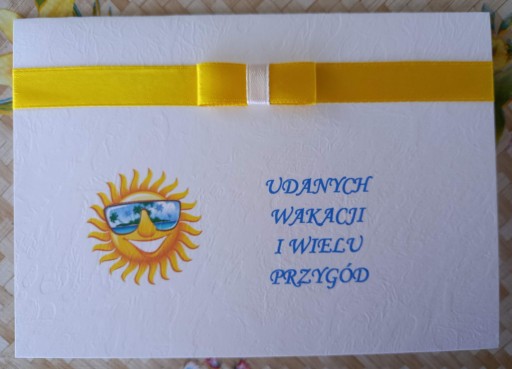 UDANYCH
WAKACJI
I WIELU
PRZYGÓD